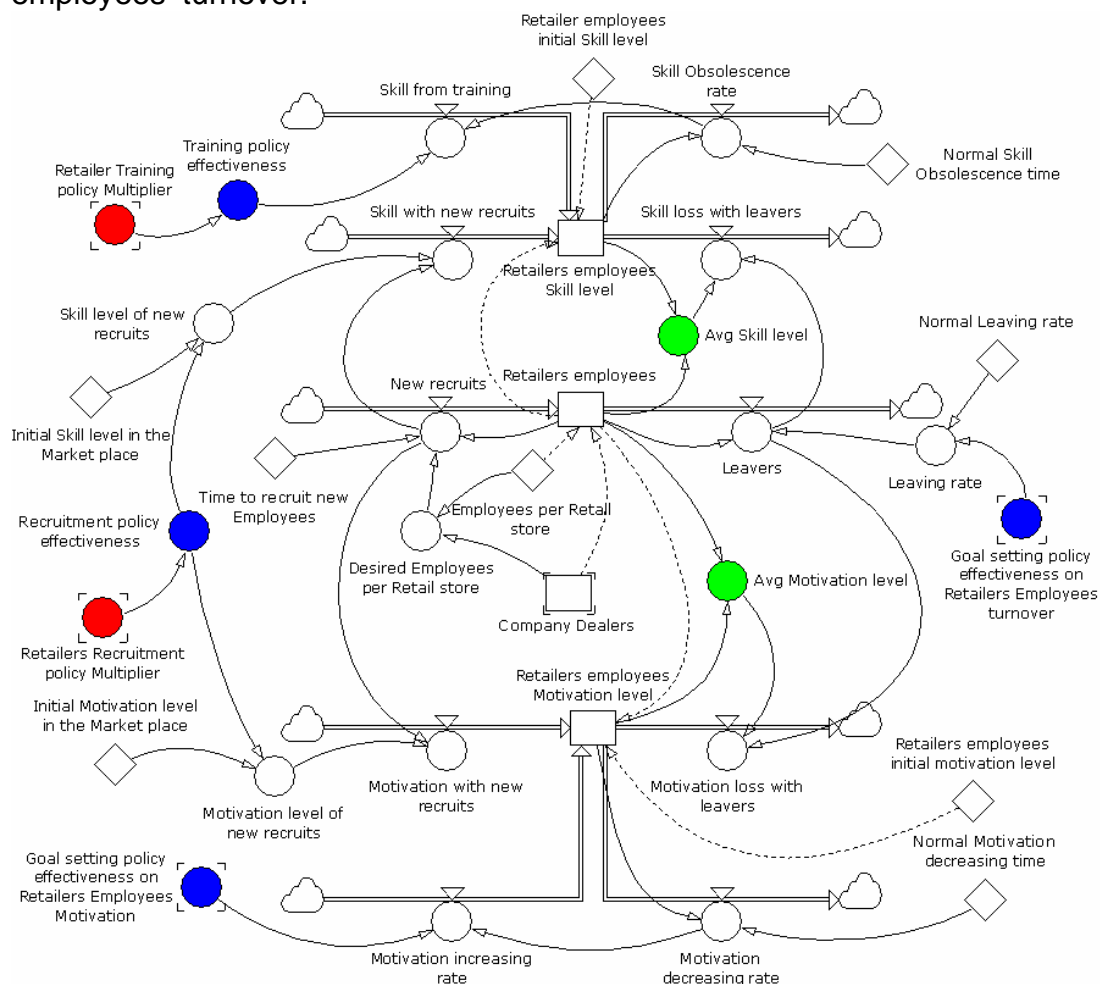 employees' turnover.
Retailer employees
initial Skill level
Skill from training
Skill Obsolescence
rate
Training policy
effectiveness
Retailer Training
policy Multiplier
Normal Skill
Obsolescence time
Skill with new recruits
Skill loss with leavers
Retailers employees
Skill level
Skill level of new
recruits
Avg Skill level
Normal Leaving rate
New recruits
Retailers employees
Initial Skill level in the
Market place
Leavers
Leaving rate
Time to recruit new
Employees
Employees per Retail
store
Recruitment policy
effectiveness
Desired Employees
per Retail store
Goal setting policy
effectiveness on
Retailers Employees
turnover
Avg Motivation level
Company Dealers
Retailers Recruitment
policy Multiplier
Retailers employees
Motivation level
Initial Motivation level
in the Market place
Retailers employees
initial motivation level
Motivation with new
recruits
Motivation loss with
leavers
Motivation level of
new recruits
Normal Motivation
decreasing time
Goal setting policy
effectiveness on
Retailers Employees
Motivation
Motivation increasing
rate
Motivation
decreasing rate